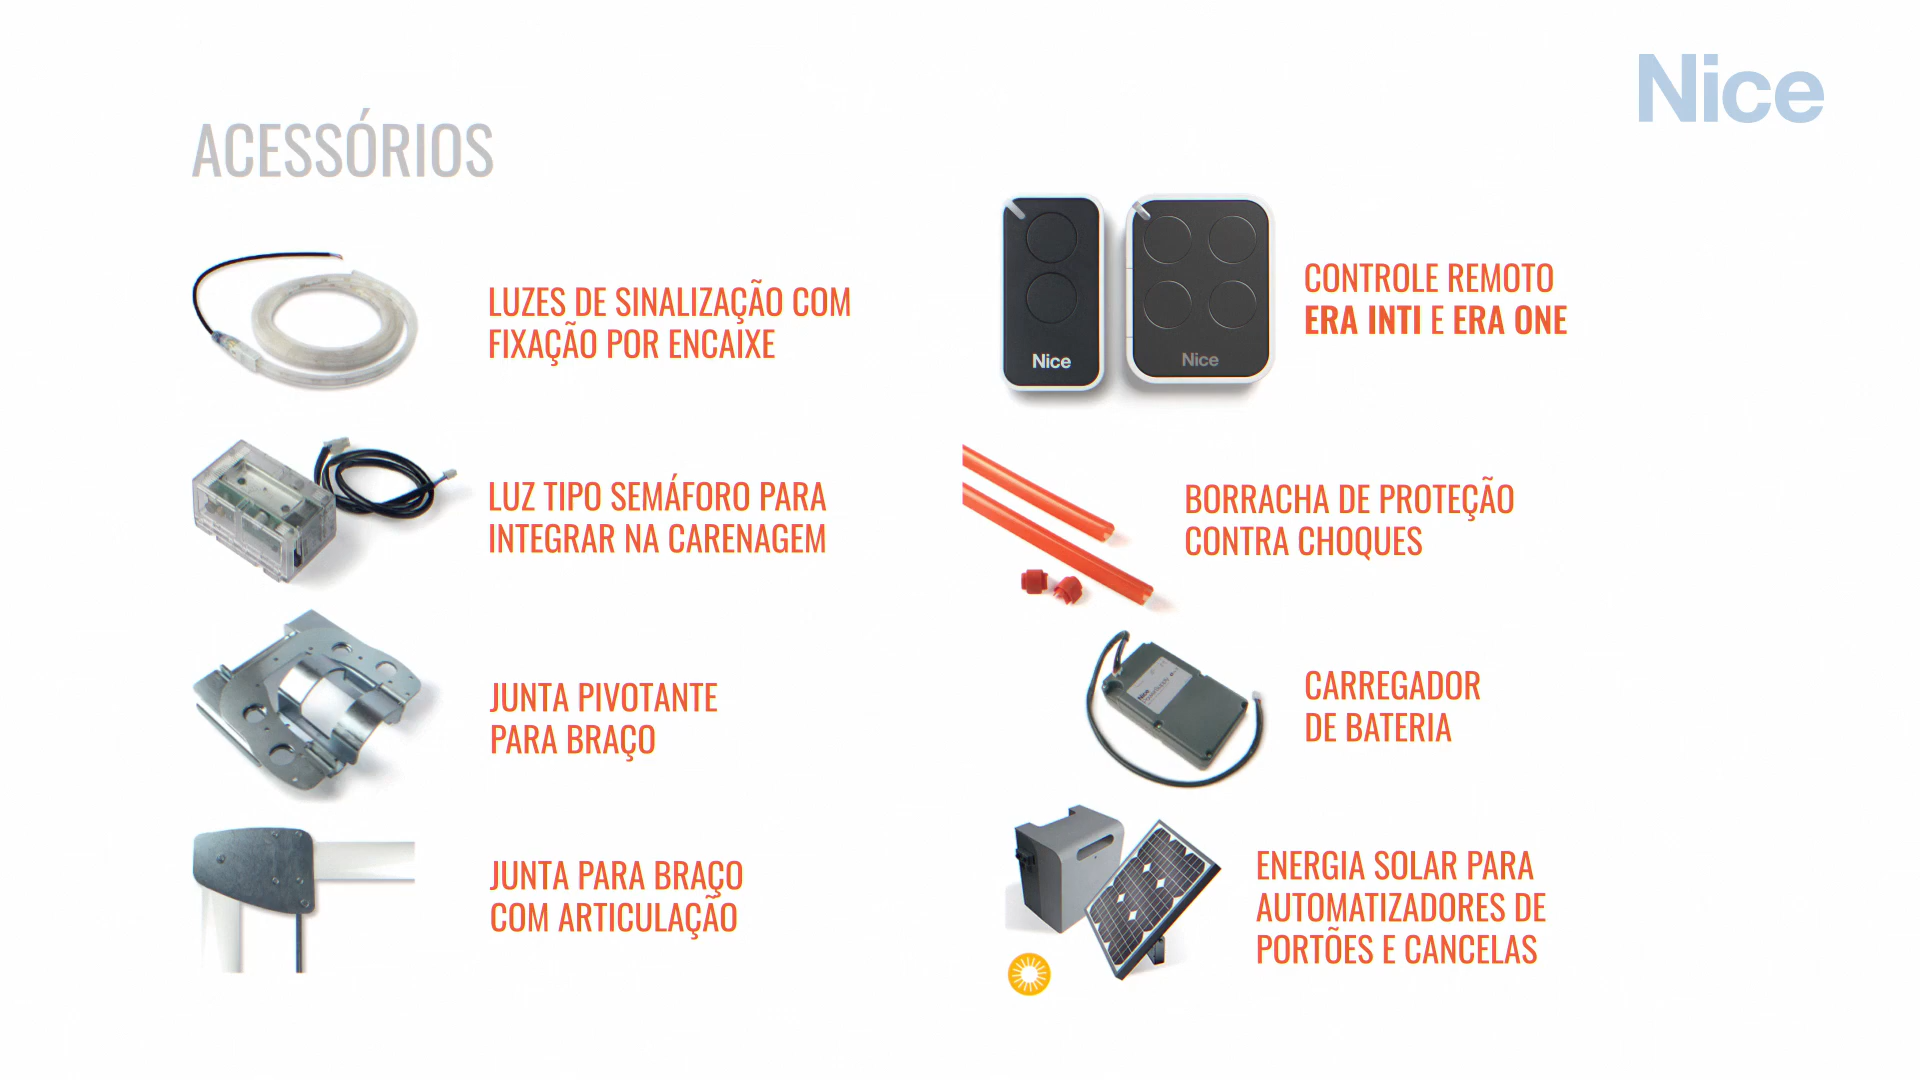 Nice
ACESSÓRIOS
LUZES DE SINALIZAÇÃO COM
FIXAÇÃO POR ENCAIXE
LUZ TIPO SEMÁFORO PARA
INTEGRAR NA CARENAGEM
JUNTA PIVOTANTE
PARA BRAÇO
JUNTA PARA BRAÇO
COM ARTICULAÇÃO
Nice
Nice
CONTROLE REMOTO
ERA INTI E ERA ONE
BORRACHA DE PROTEÇÃO
CONTRA CHOQUES
Nice
CARREGADOR
DE BATERIA
ENERGIA SOLAR PARA
AUTOMATIZADORES DE
PORTÕES E CANCELAS